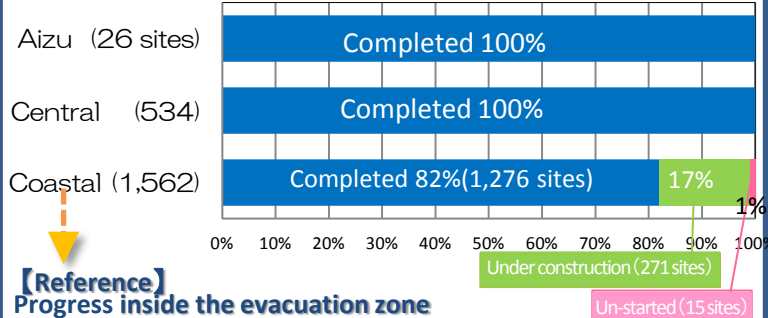 Aizu (26 sites)
Completed 100%
Central (534)
Completed 100%
Coastal (1,562)
Completed 82%(1,276 sites)
17%
1%
0% 10% 20% 30% 40% 50% 60% 70% 80% 90% 100%
Under construction(271 sites)
Un-started(15 sites)
【Reference】
Progress inside the evacuation zone